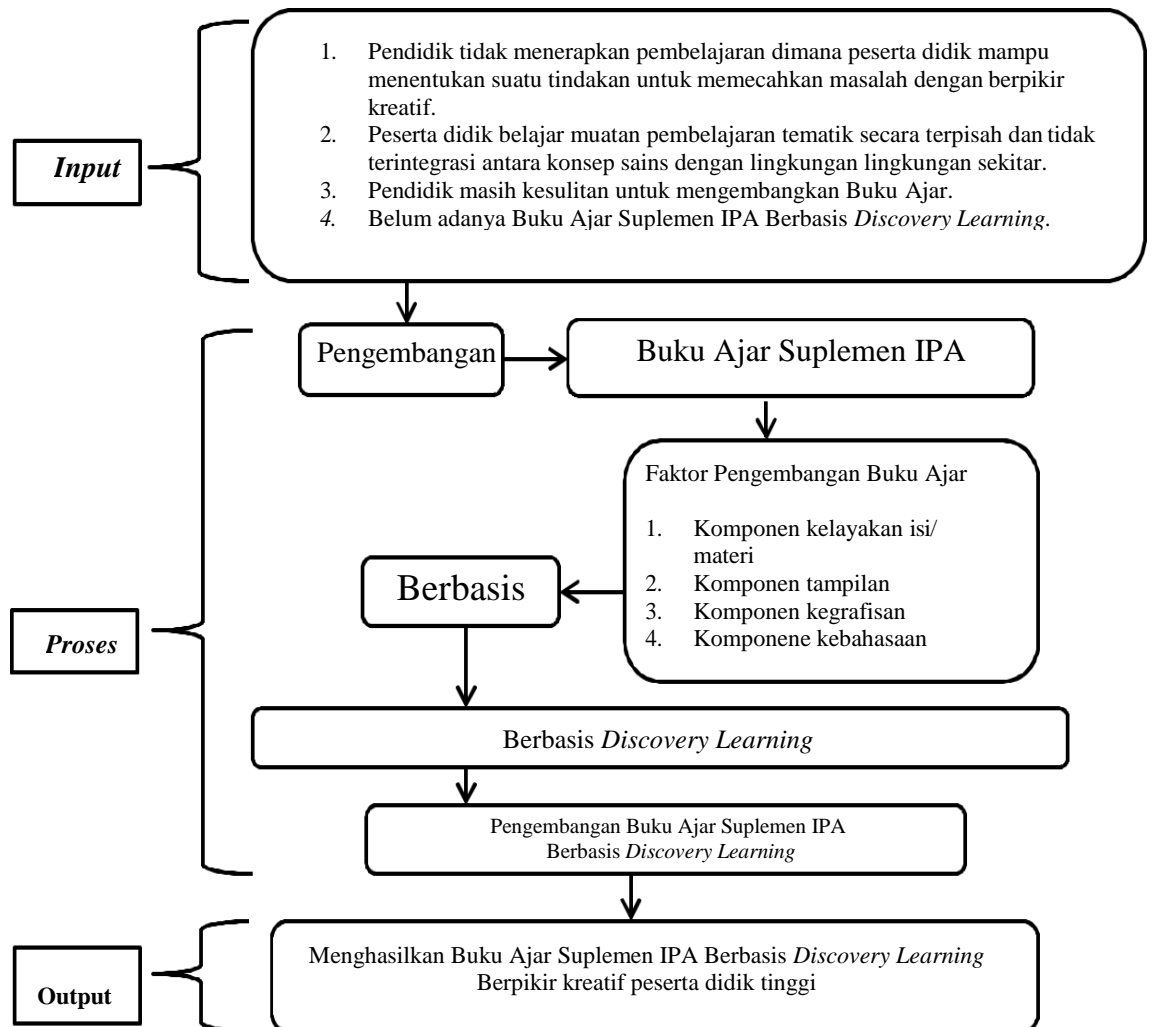 1. Pendidik tidak menerapkan pembelajaran dimana peserta didik mampu
menentukan suatu tindakan untuk memecahkan masalah dengan berpikir
kreatif.
2. Peserta didik belajar muatan pembelajaran tematik secara terpisah dan tidak
terintegrasi antara konsep sains dengan lingkungan lingkungan sekitar.
3. Pendidik masih kesulitan untuk mengembangkan Buku Ajar.
4. Belum adanya Buku Ajar Suplemen IPA Berbasis Discovery Learning.
Input
Pengembangan
Buku Ajar Suplemen IPA
Faktor Pengembangan Buku Ajar
1. Komponen kelayakan isi/
materi
2. Komponen tampilan
3. Komponen kegrafisan
4. Komponene kebahasaan
Berbasis
Proses
Berbasis Discovery Learning
Pengembangan Buku Ajar Suplemen IPA
Berbasis Discovery Learning
Menghasilkan Buku Ajar Suplemen IPA Berbasis Discovery Learning
Berpikir kreatif peserta didik tinggi
Output